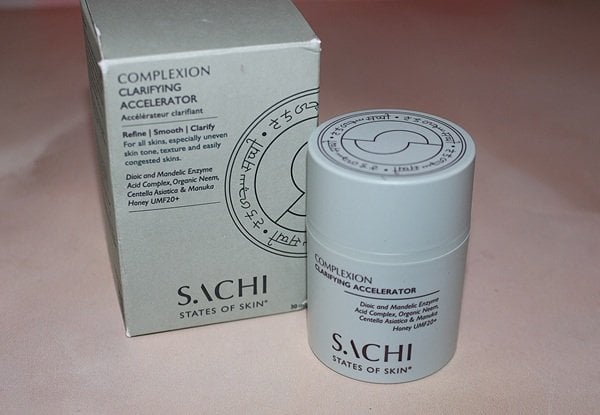 COMPLEXION
CLARIFYING
ACCELERATOR
Accélérateur clarifiant
Refine | Smooth | Clarify
For all skins, especially uneven
skin tone, texture and easily
congested skins.
Dioic and Mandelic Enzyme
Acid Complex, Organic Neem,
Centella Asiatica & Manuka
Honey UMF20+
SACHI
STATES OF SKIN®
COMPLEXION
CLARIFYING ACCELERATOR
Dioic and Mandelic Enzyme
Acid Complex, Organic Neem,
Centella Asiatica & Manuka
Honey UMF20+
SACHI
STATES OF SKIN®